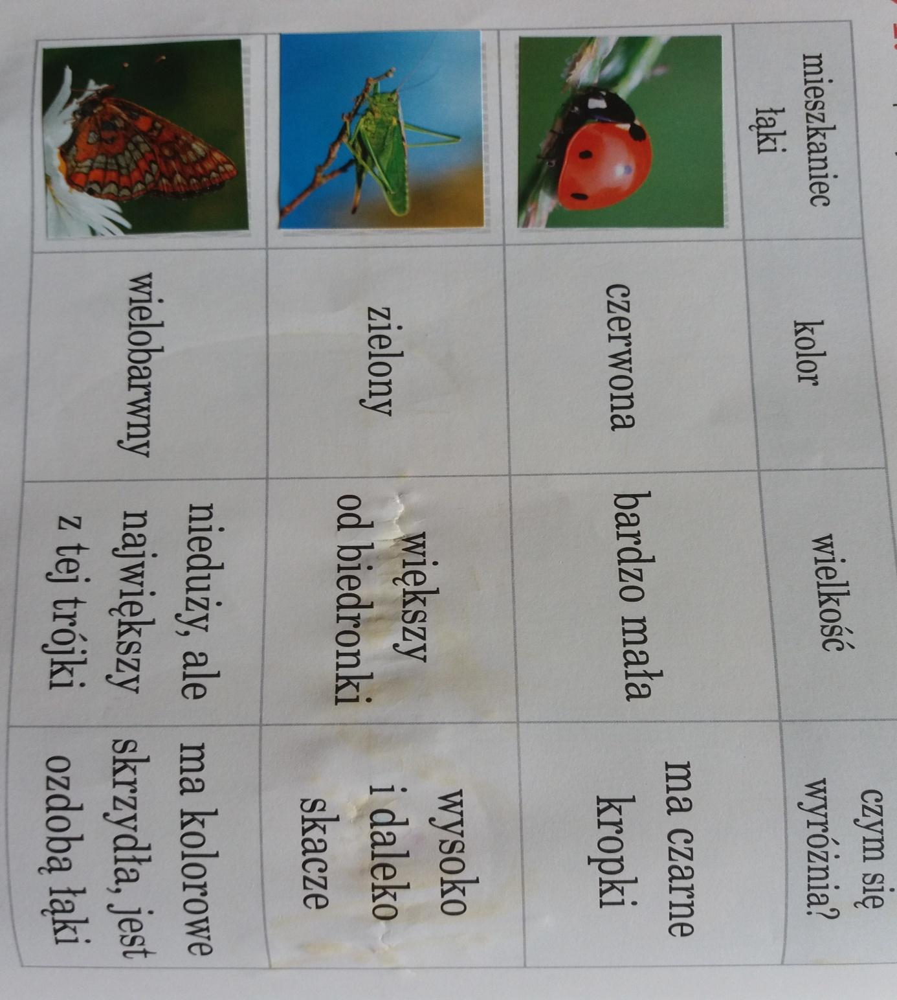 mieszkaniec
łąki
kolor
wielkość
czym się
wyróżnia?
czerwona
bardzo mała
ma czarne
kropki
zielony
większy
od biedronki
wysoko
i daleko
skacze
wielobarwny
nieduży, ale
największy
z tej trójki
ma kolorowe
skrzydła, jest
ozdobą łąki